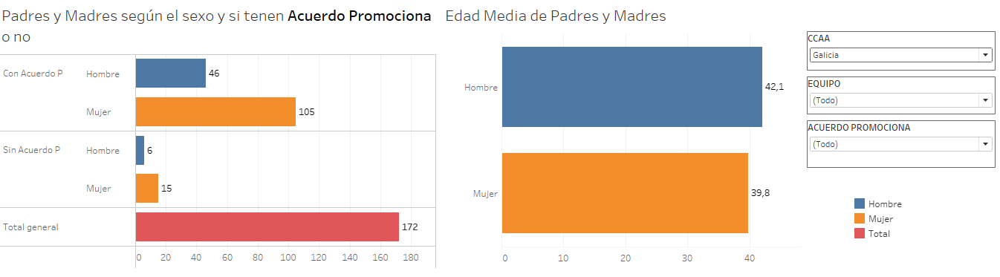 Padres y Madres según el sexo y si tienen Acuerdo Promociona
o no
Con Acuerdo P
Hombre
46
Mujer
105
Sin Acuerdo P
Hombre
6
Mujer
15
Total general
172
0 20 40 60 80 100 120 140 160 180
Edad Media de Padres y Madres
Hombre
42,1
Mujer
39,8
0 10 20 30 40
CCAA
Galicia
EQUIPO
(Todo)
ACUERDO PROMOCIONA
(Todo)
Hombre
Mujer
Total